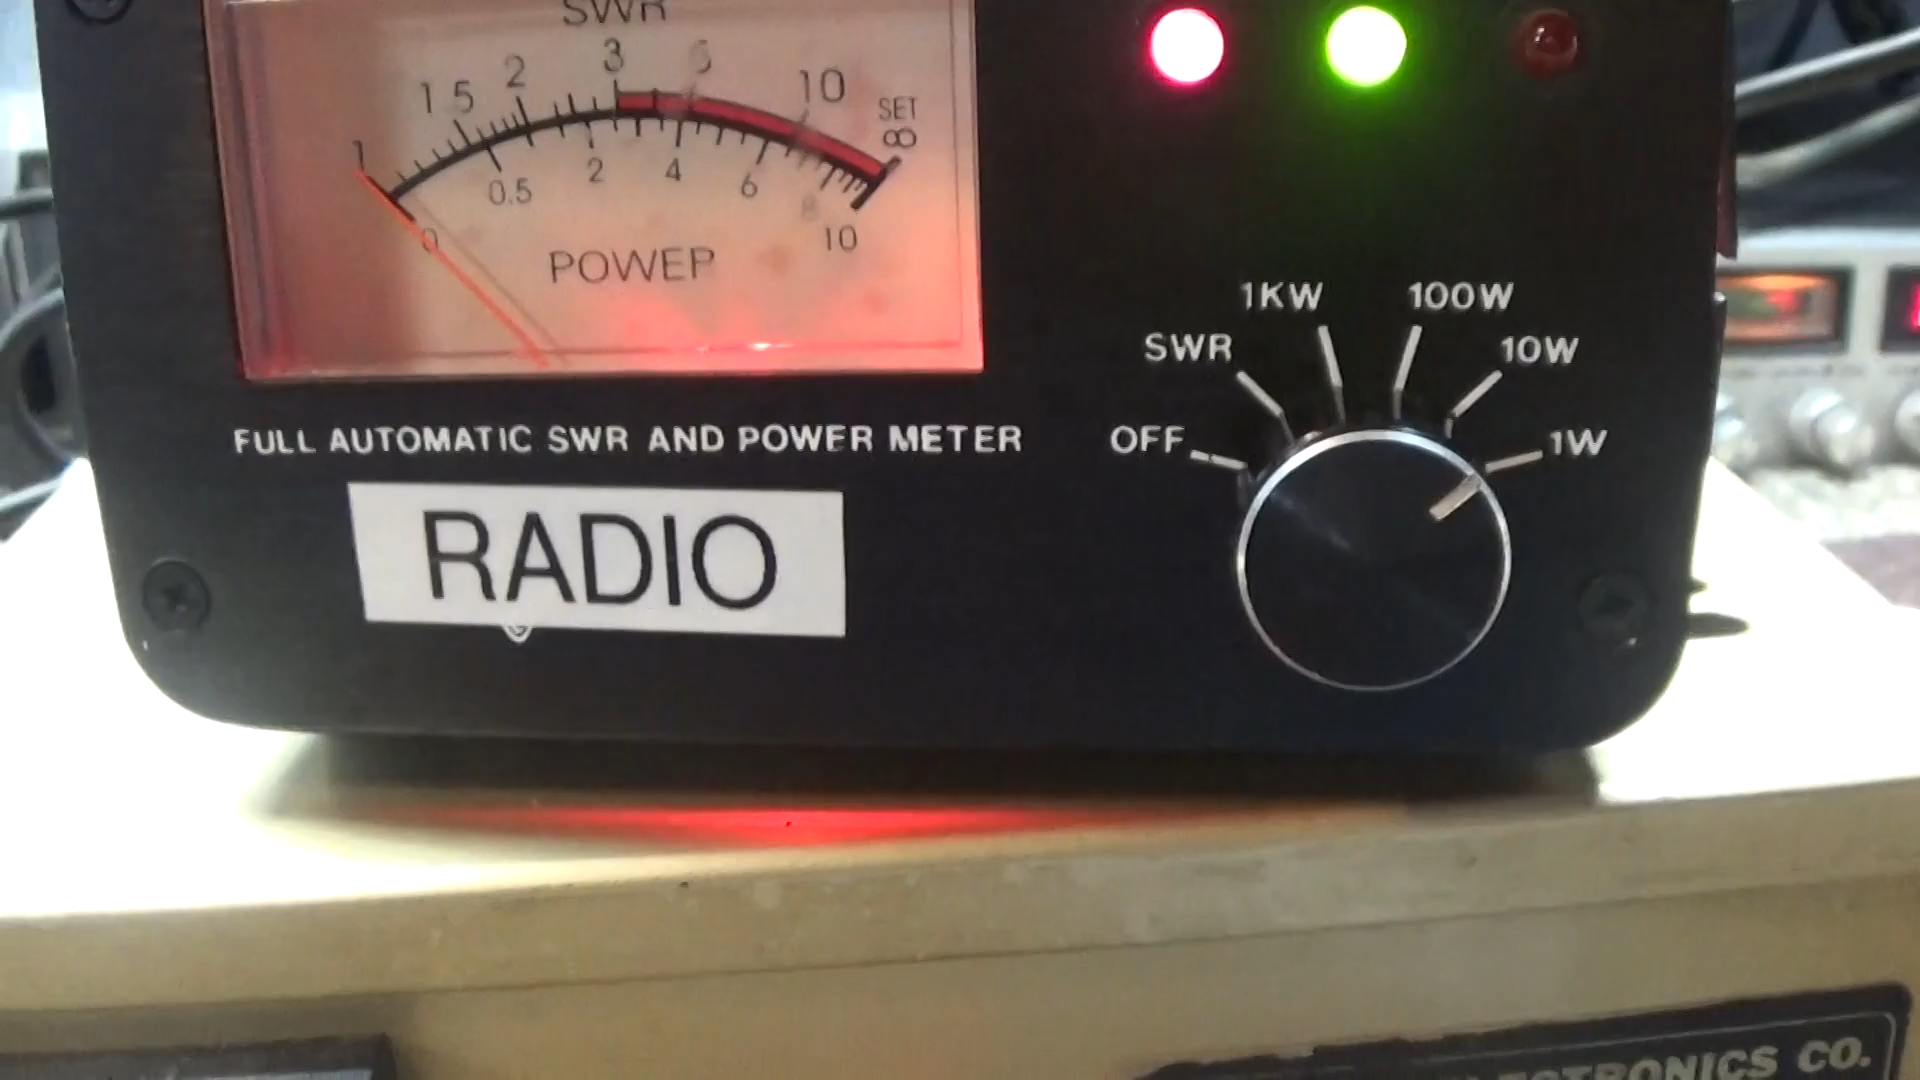 SWR
1 1.5 2 3 5 10 SET ∞
0 0.5 2 4 6 8 10
POWER
1KW 100W
SWR 10W
OFF 1W
FULL AUTOMATIC SWR AND POWER METER
RADIO
CO.